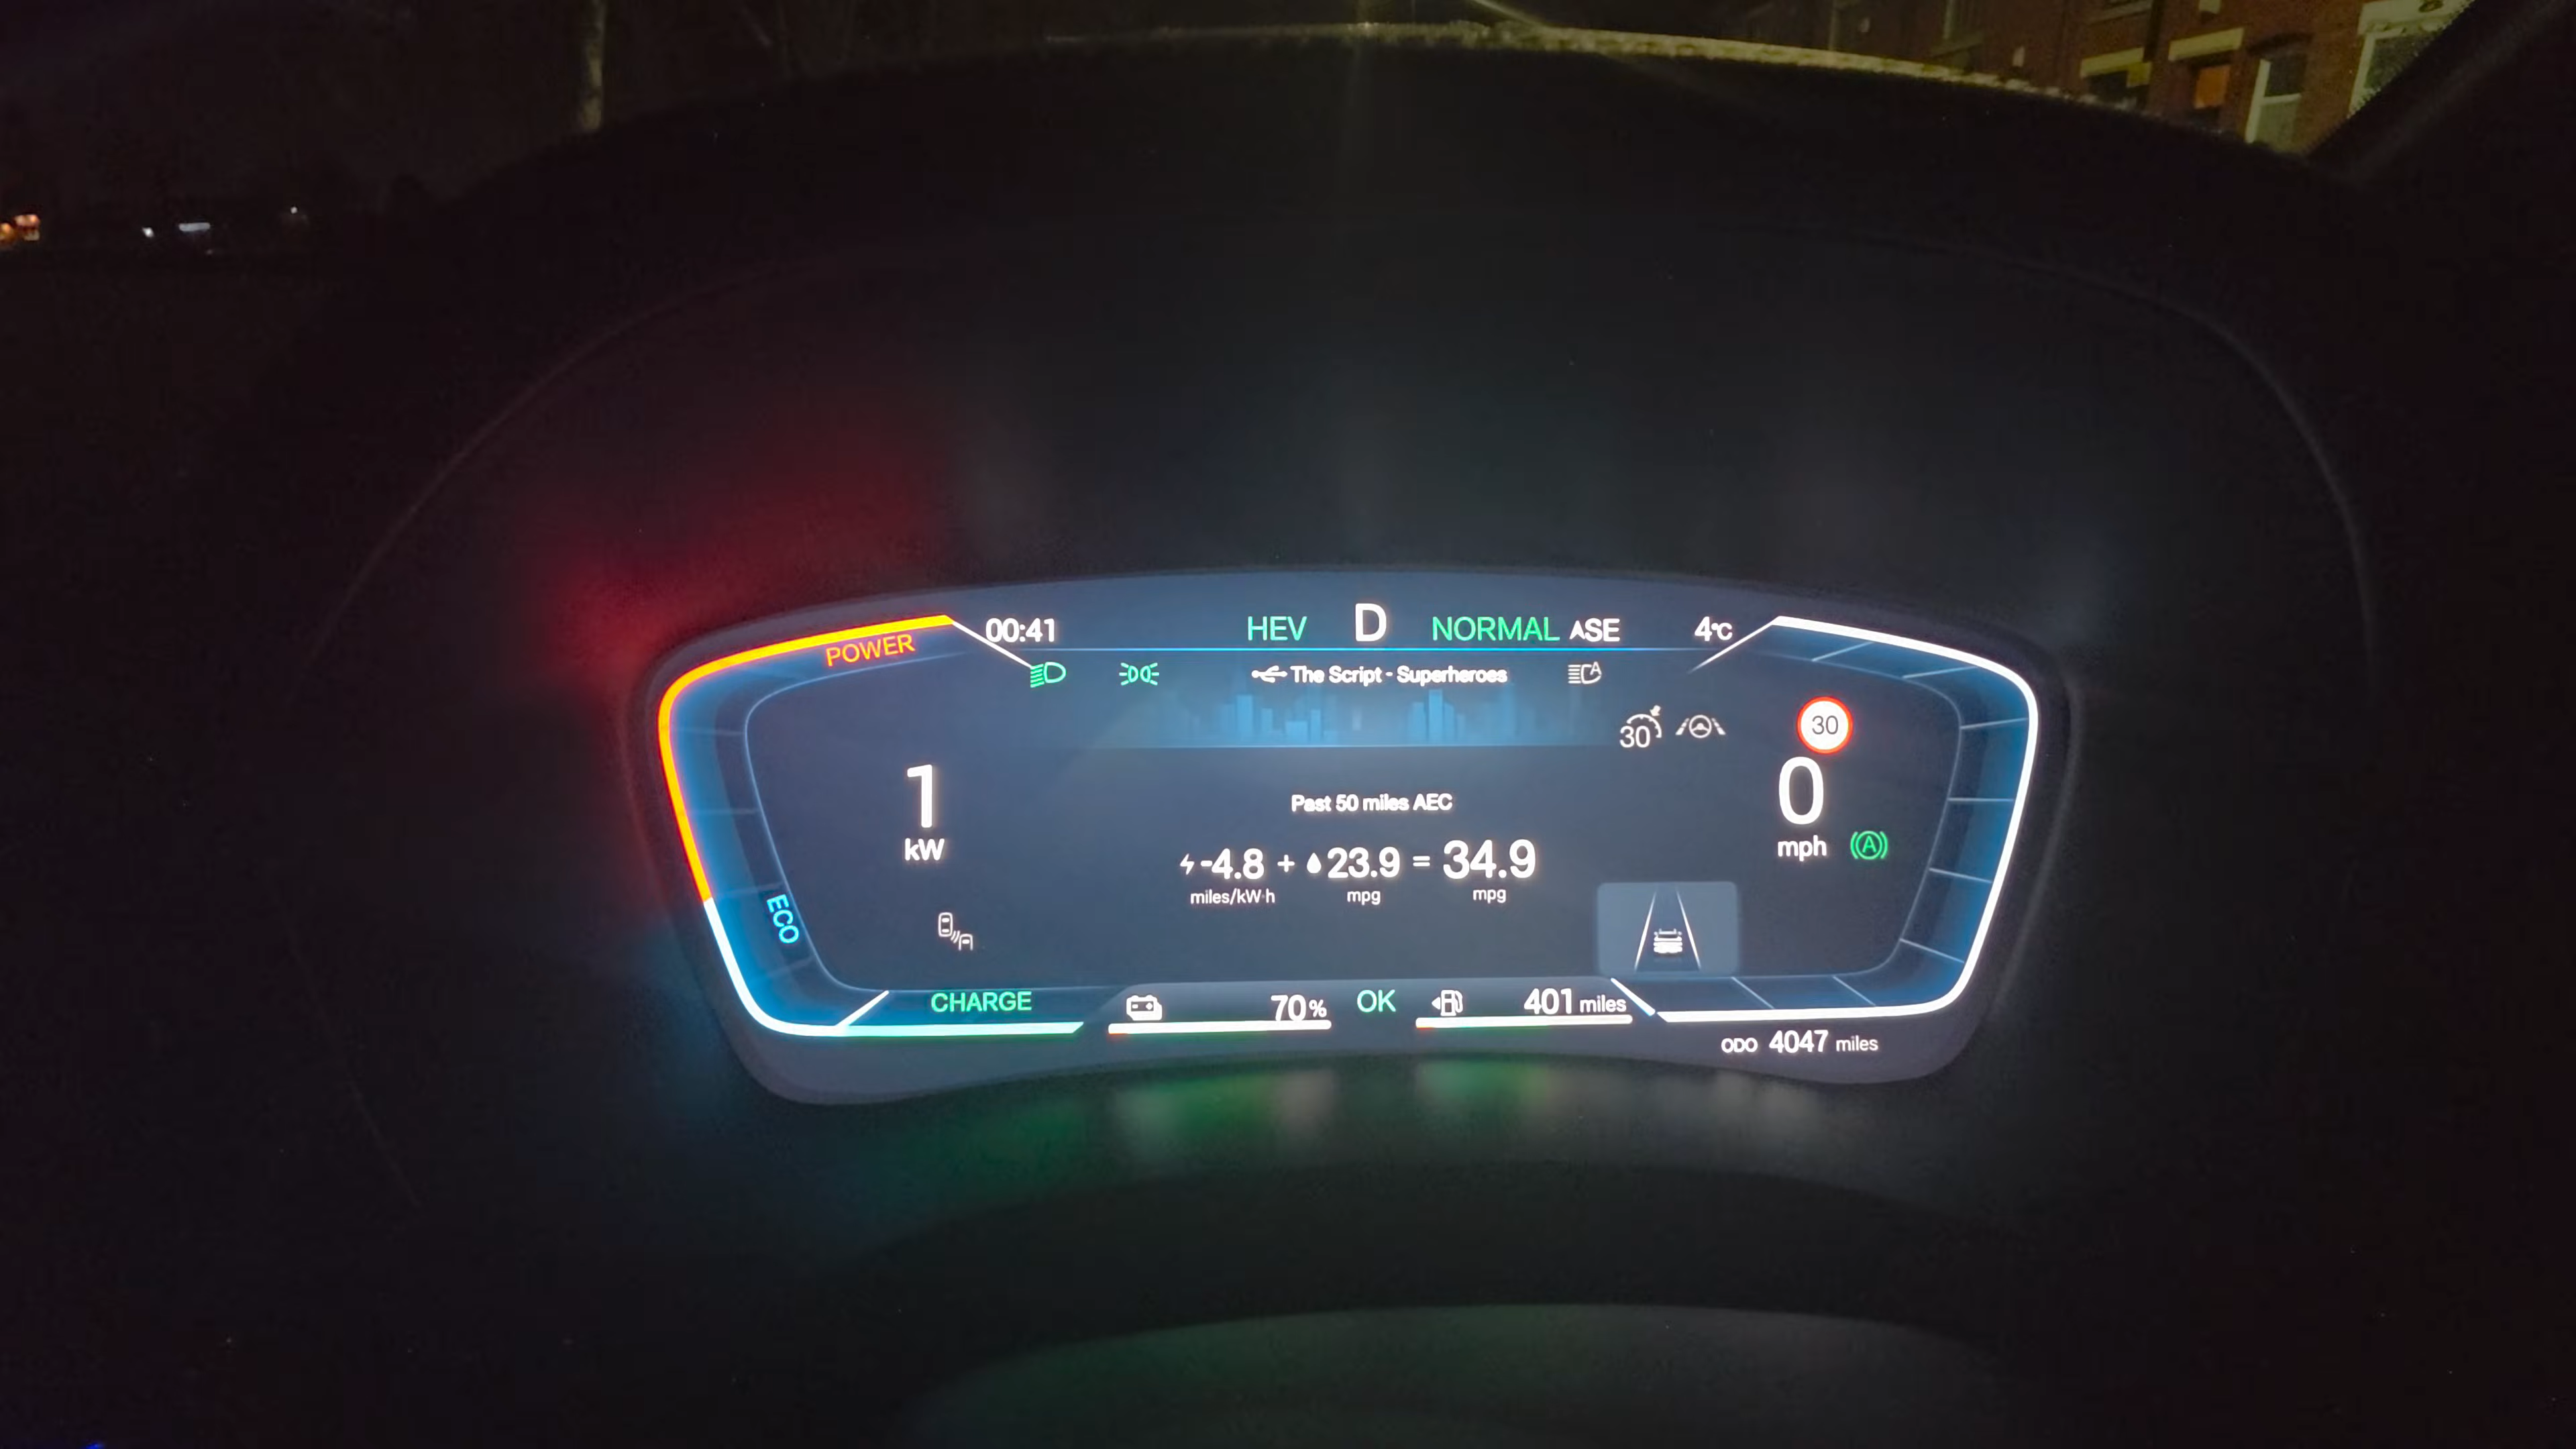 00:41 HEV D NORMAL ASE 4°C
POWER
The Script - Superheroes
30 30
1 0
kW mph A
Past 50 miles AEC
-4.8 + 23.9 = 34.9
miles/kW·h mpg mpg
ECO
CHARGE 70% OK 401 miles
ODO 4047 miles